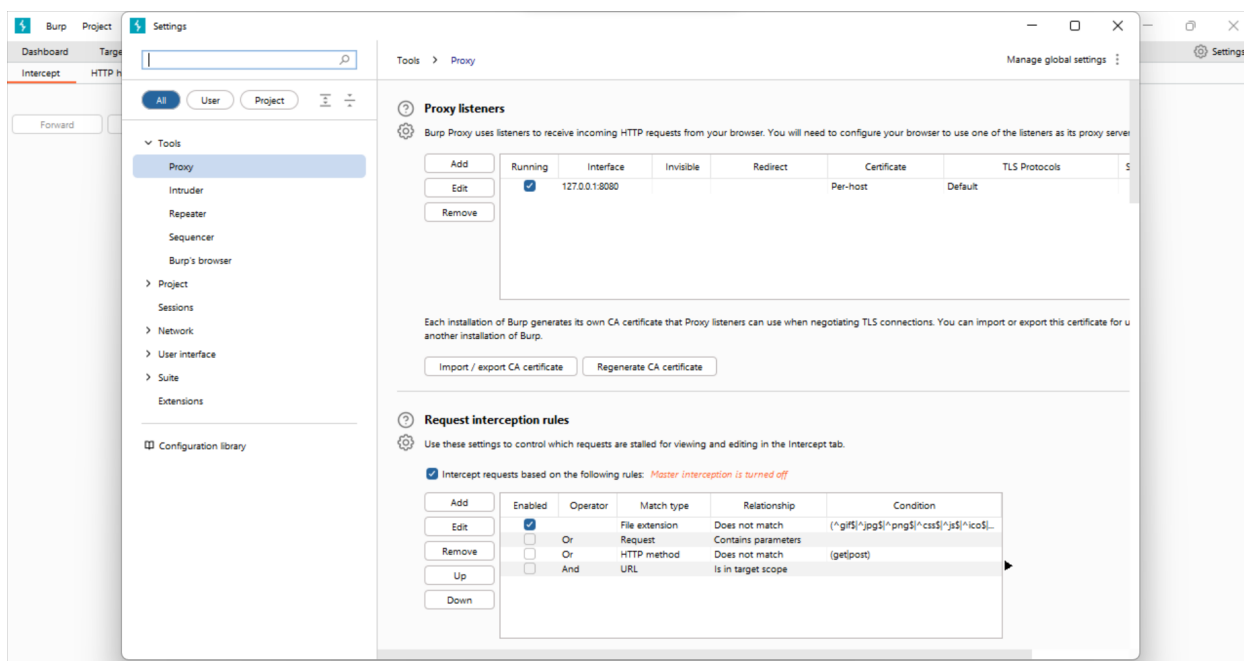 Burp Project Settings
Dashboard Targe Settings
Intercept HTTP h
Tools > Proxy Manage global settings
All User Project
Forward
Proxy listeners
Burp Proxy uses listeners to receive incoming HTTP requests from your browser. You will need to configure your browser to use one of the listeners as its proxy server
Tools
Proxy
Intruder
Repeater
Sequencer
Burp's browser
Project
Sessions
Network
User interface
Suite
Extensions
Configuration library
Add
Edit
Remove
Running Interface Invisible Redirect Certificate TLS Protocols S
127.0.0.1:8080 Per-host Default
Each installation of Burp generates its own CA certificate that Proxy listeners can use when negotiating TLS connections. You can import or export this certificate for u
another installation of Burp.
Import / export CA certificate Regenerate CA certificate
Request interception rules
Use these settings to control which requests are stalled for viewing and editing in the Intercept tab.
Intercept requests based on the following rules: Master interception is turned off
Add
Edit
Remove
Up
Down
Enabled Operator Match type Relationship Condition
File extension Does not match (^gif$|^jpg$|^png$|^css$|^js$|^ico$|...
Or Request Contains parameters
Or HTTP method Does not match (get|post)
And URL Is in target scope